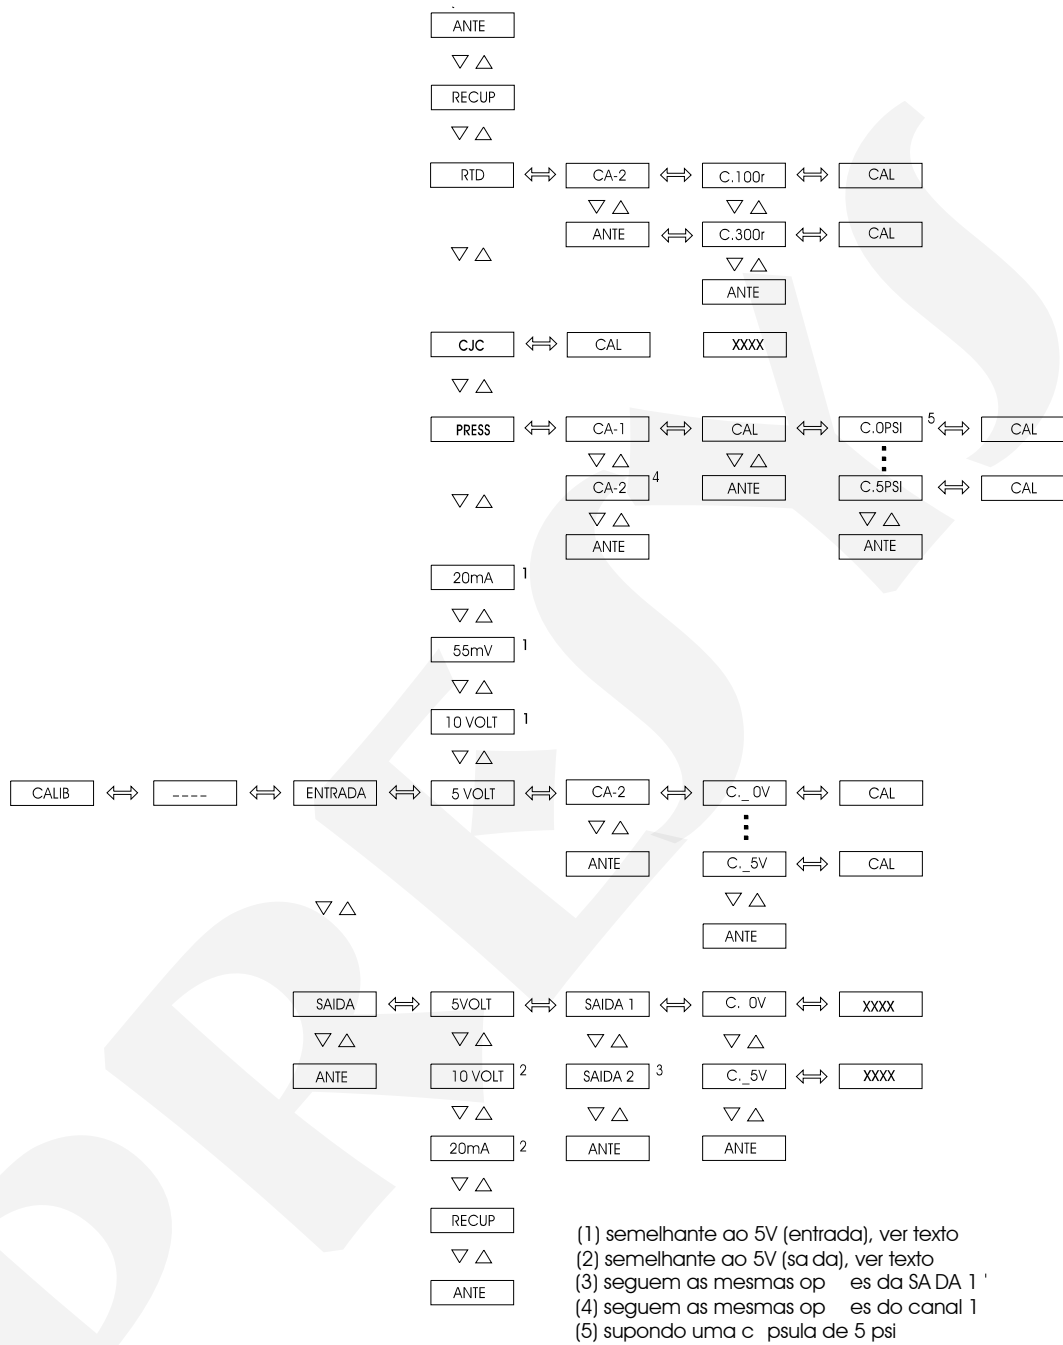 ANTE
RECUP
RTD CA-2 C.100r CAL
ANTE C.300r CAL
ANTE
CJC CAL XXXX
PRESS CA-1 CAL C.0PSI 5 CAL
CA-2 4 ANTE C.5PSI CAL
ANTE ANTE
20mA 1
55mV 1
10 VOLT 1
CALIB ---- ENTRADA 5 VOLT CA-2 C._ 0V CAL
ANTE C._5V CAL
ANTE
SAIDA 5VOLT SAIDA 1 C. 0V XXXX
ANTE 10 VOLT 2 SAIDA 2 3 C._5V XXXX
20mA 2 ANTE ANTE
RECUP
ANTE
(1) semelhante ao 5V (entrada), ver texto
(2) semelhante ao 5V (sa da), ver texto
(3) seguem as mesmas op es da SA DA 1 '
(4) seguem as mesmas op es do canal 1
(5) supondo uma c psula de 5 psi
PRESYS